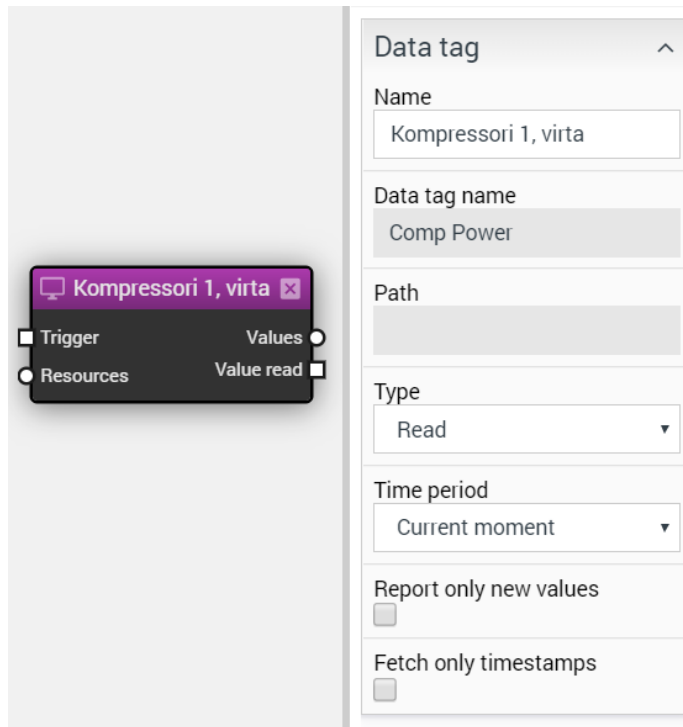 Kompressori 1, virta
Trigger Values
Resources Value read
Data tag
Name
Kompressori 1, virta
Data tag name
Comp Power
Path
Type
Read
Time period
Current moment
Report only new values
Fetch only timestamps